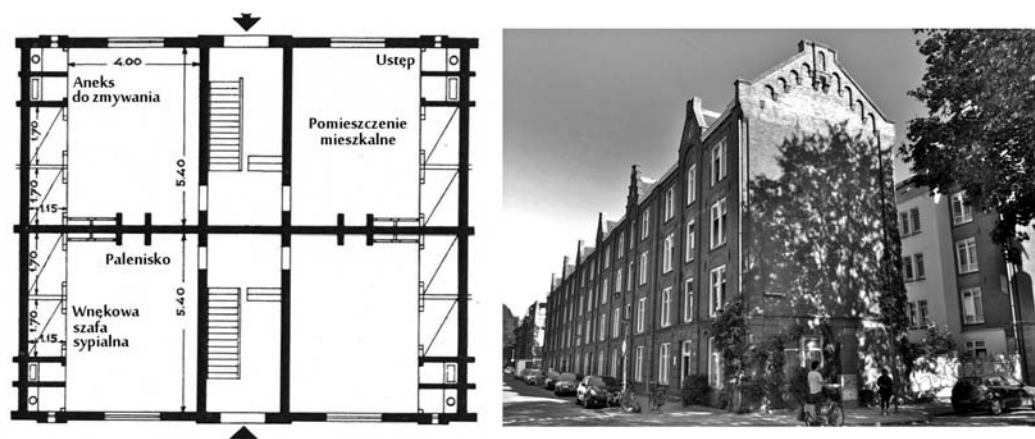 4.00
Ustęp
Aneks
do zmywania
Pomieszczenie
mieszkalne
1.70
5.40
1.70
1.15
Palenisko
1.70
5.40
Wnękowa
szafa
sypialna
1.70
1.15